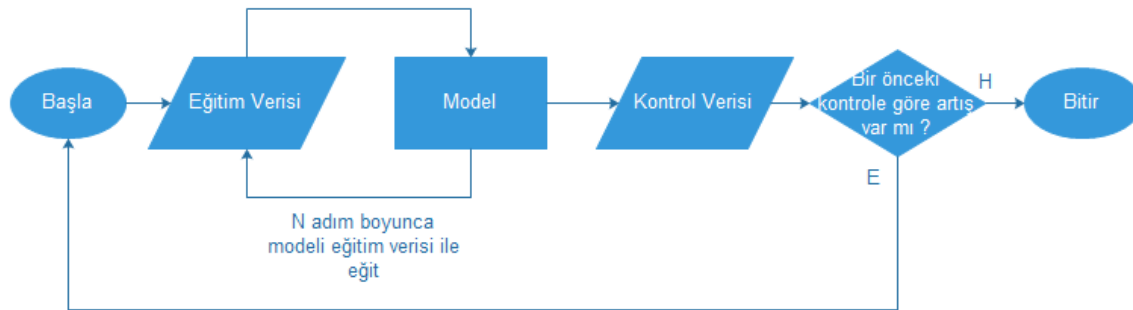 Başla
Eğitim Verisi
Model
Kontrol Verisi
Bir önceki
kontrole göre artış
var mı ?
H
Bitir
E
N adım boyunca
modeli eğitim verisi ile
eğit